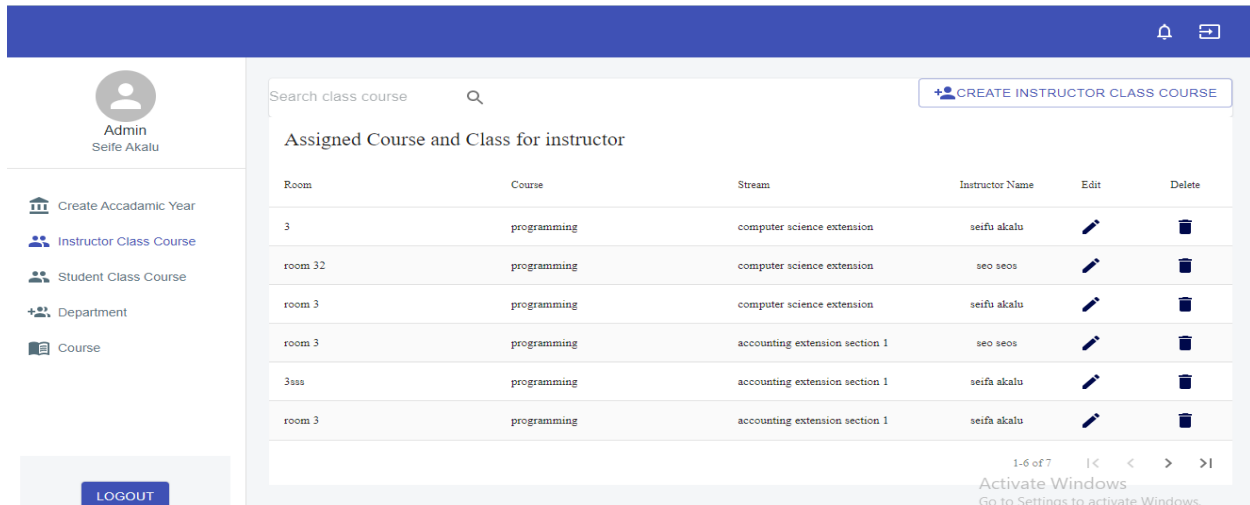 Admin
Seife Akalu
Create Accadamic Year
Instructor Class Course
Student Class Course
Department
Course
LOGOUT
Search class course
CREATE INSTRUCTOR CLASS COURSE
Assigned Course and Class for instructor
Room Course Stream Instructor Name Edit Delete
3 programming computer science extension seifu akalu
room 32 programming computer science extension seo seos
room 3 programming computer science extension seifu akalu
room 3 programming accounting extension section 1 seo seos
3sss programming accounting extension section 1 seifa akalu
room 3 programming accounting extension section 1 seifa akalu
1-6 of 7
Activate Windows
Go to Settings to activate Windows.